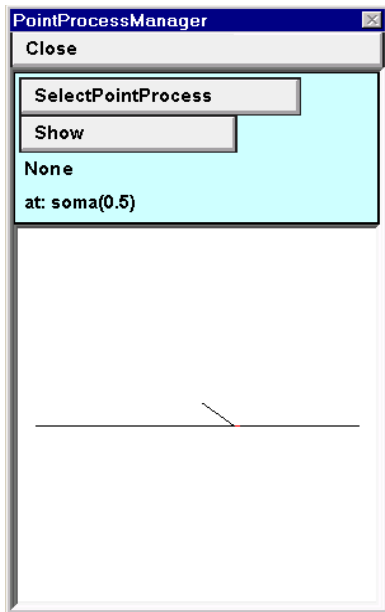 PointProcessManager
Close
SelectPointProcess
Show
None
at: soma(0.5)